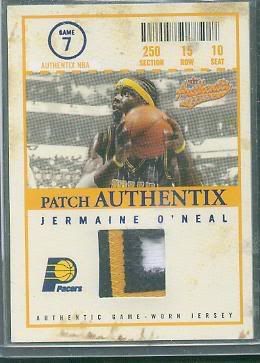 GAME
7
AUTHENTIX NBA
250 15 10
SECTION ROW SEAT
Authentix
PATCH AUTHENTIX
JERMAINE O'NEAL
Pacers
AUTHENTIC GAME-WORN JERSEY